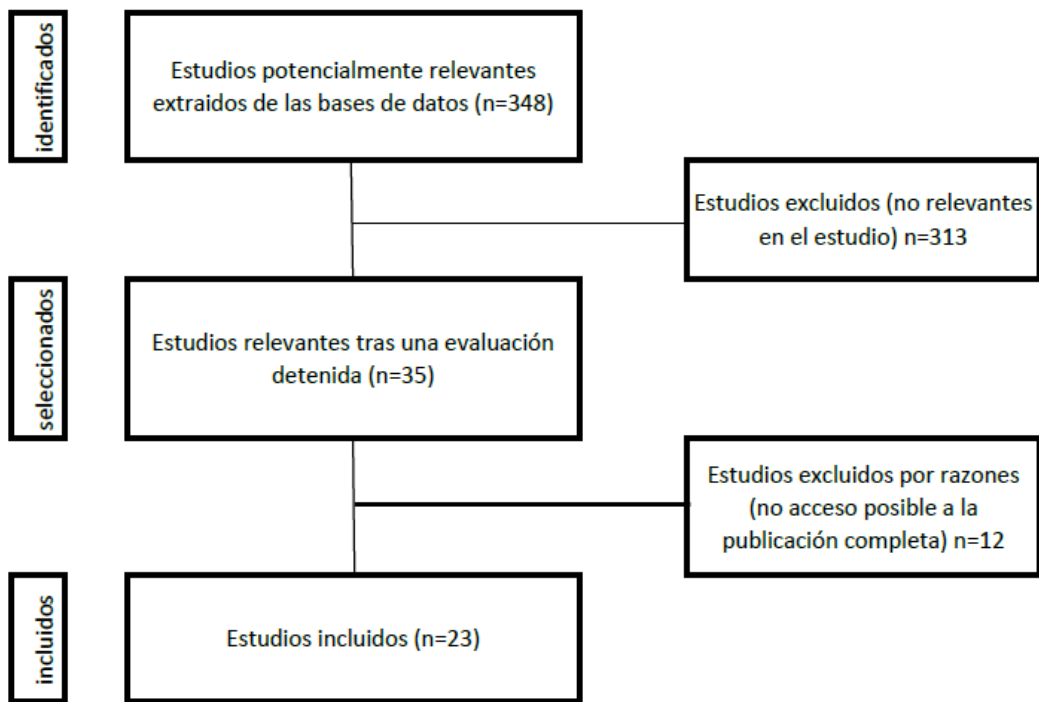 identificados
Estudios potencialmente relevantes
extraidos de las bases de datos (n=348)
Estudios excluidos (no relevantes
en el estudio) n=313
seleccionados
Estudios relevantes tras una evaluación
detenida (n=35)
Estudios excluidos por razones
(no acceso posible a la
publicación completa) n=12
incluidos
Estudios incluidos (n=23)